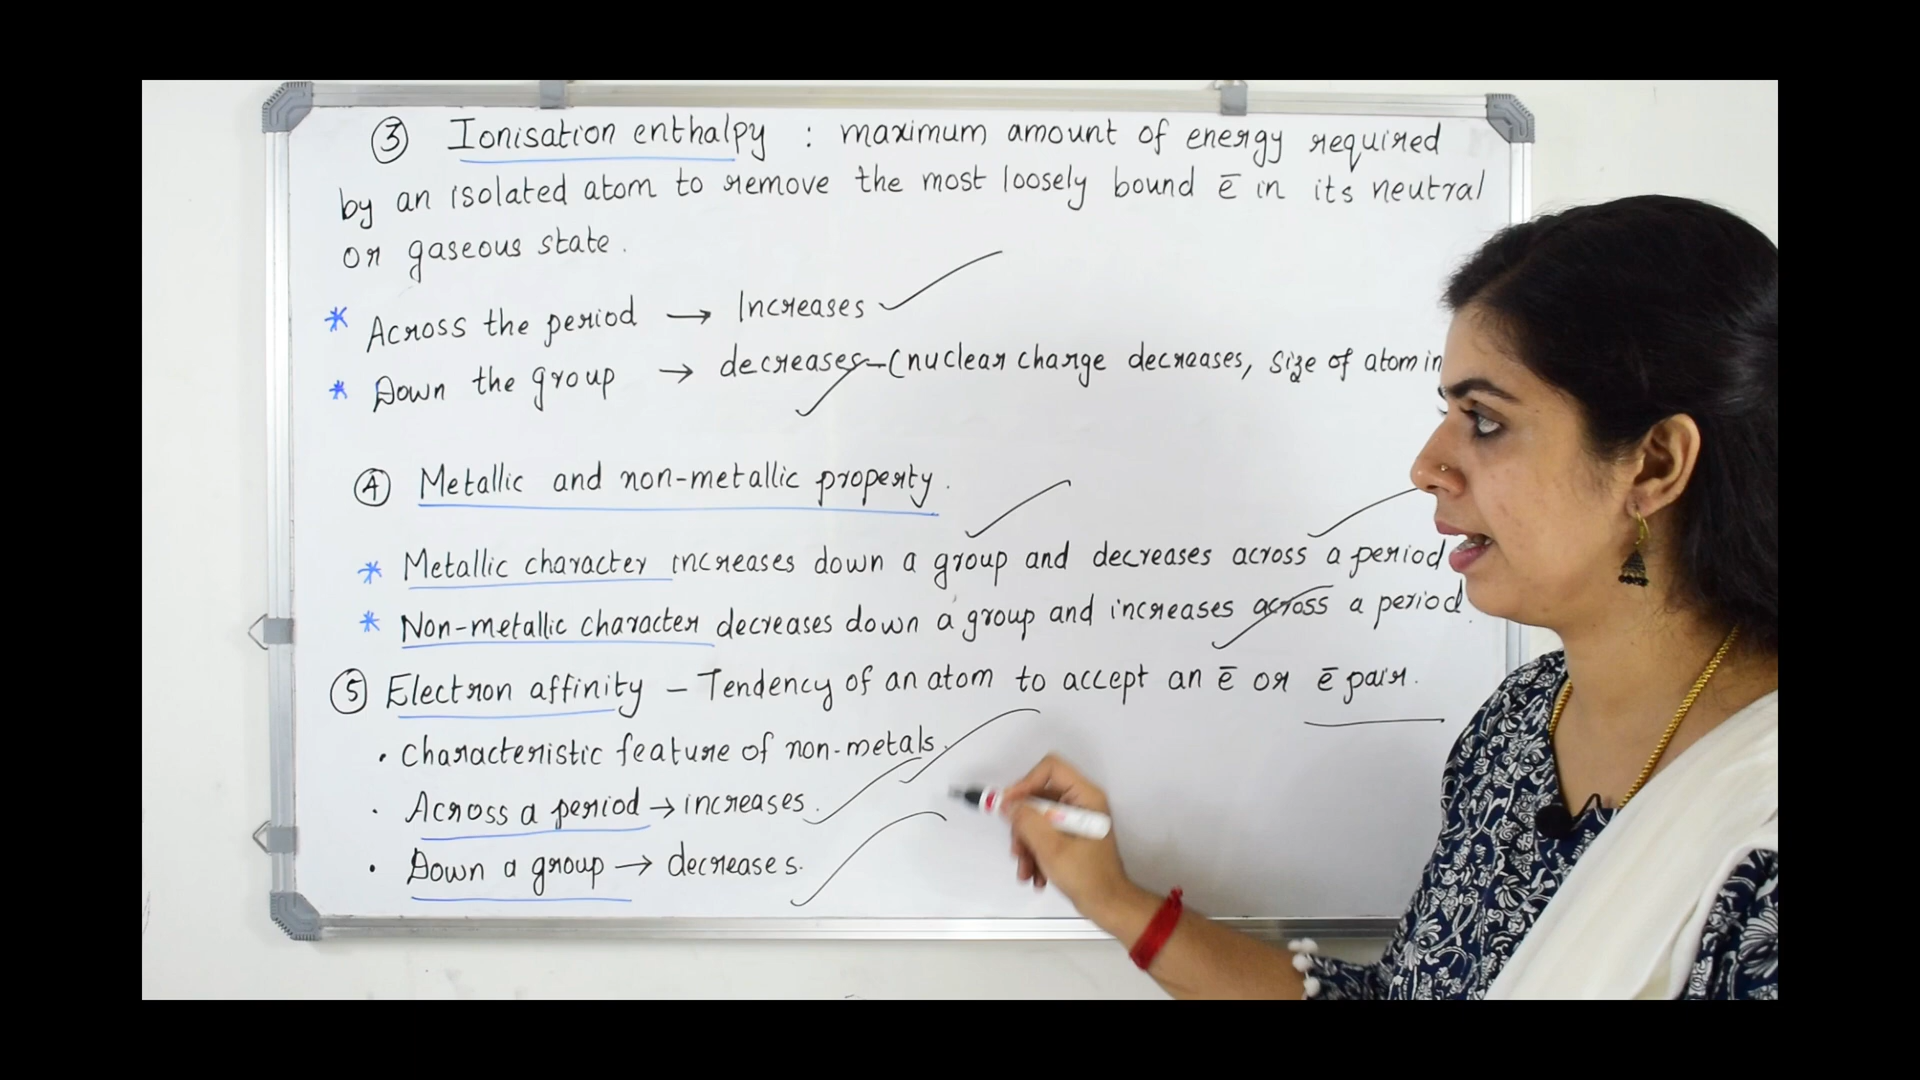 ③ Ionisation enthalpy : maximum amount of energy required
by an isolated atom to remove the most loosely bound ē in its neutral
or gaseous state.
* Across the period → Increases
* Down the group → decreases - (nuclear charge decreases, size of atom in
④ Metallic and non-metallic property.
* Metallic character increases down a group and decreases across a period
* Non-metallic character decreases down a group and increases across a period.
⑤ Electron affinity - Tendency of an atom to accept an ē or ē pair.
· Characteristic feature of non-metals.
· Across a period → increases.
· Down a group → decreases.